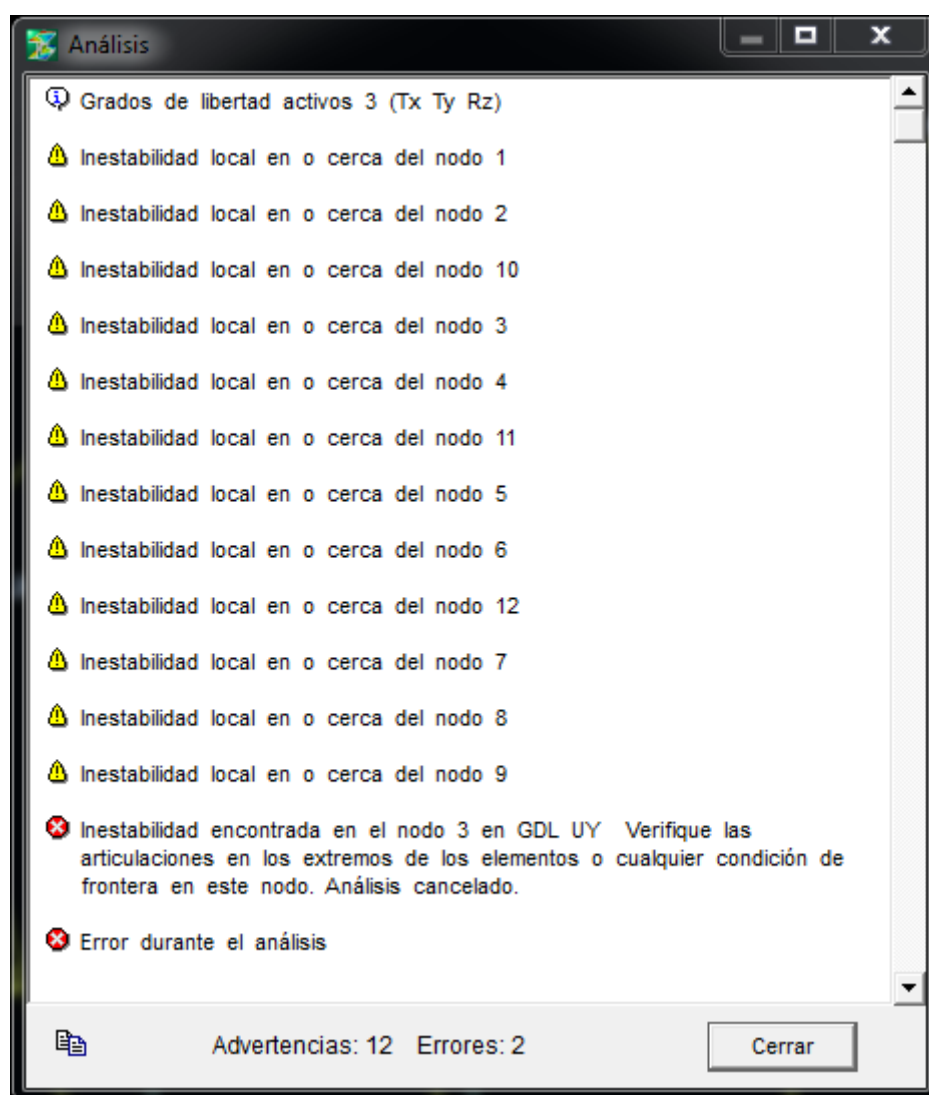 Análisis
Grados de libertad activos 3 (Tx Ty Rz)
Inestabilidad local en o cerca del nodo 1
Inestabilidad local en o cerca del nodo 2
Inestabilidad local en o cerca del nodo 10
Inestabilidad local en o cerca del nodo 3
Inestabilidad local en o cerca del nodo 4
Inestabilidad local en o cerca del nodo 11
Inestabilidad local en o cerca del nodo 5
Inestabilidad local en o cerca del nodo 6
Inestabilidad local en o cerca del nodo 12
Inestabilidad local en o cerca del nodo 7
Inestabilidad local en o cerca del nodo 8
Inestabilidad local en o cerca del nodo 9
Inestabilidad encontrada en el nodo 3 en GDL UY Verifique las
articulaciones en los extremos de los elementos o cualquier condición de
frontera en este nodo. Análisis cancelado.
Error durante el análisis
Advertencias: 12 Errores: 2 Cerrar